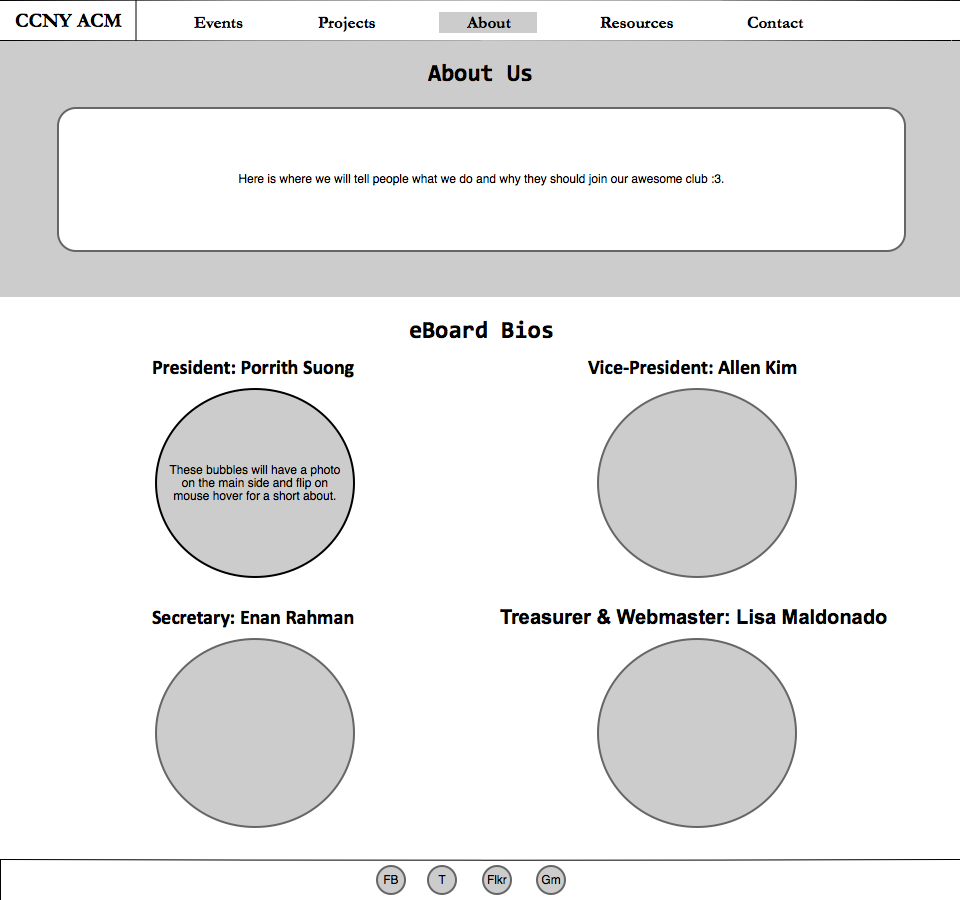 CCNY ACM Events Projects About Resources Contact
About Us
Here is where we will tell people what we do and why they should join our awesome club :3.
eBoard Bios
President: Porrith Suong
Vice-President: Allen Kim
These bubbles will have a photo
on the main side and flip on
mouse hover for a short about.
Secretary: Enan Rahman
Treasurer & Webmaster: Lisa Maldonado
FB T Flkr Gm